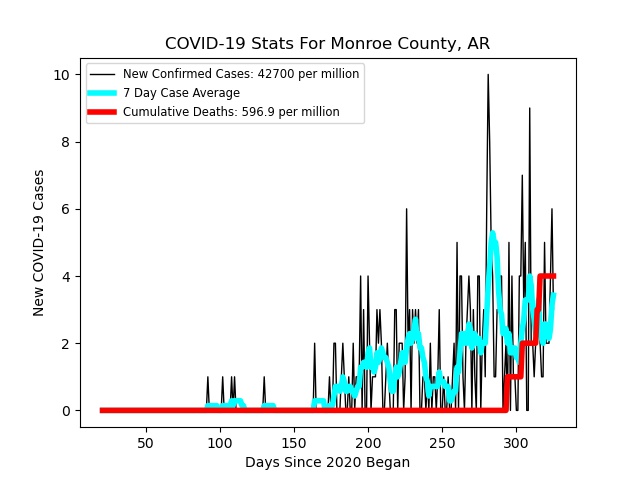 COVID-19 Stats For Monroe County, AR
New Confirmed Cases: 42700 per million
7 Day Case Average
Cumulative Deaths: 596.9 per million
New COVID-19 Cases
10
8
6
4
2
0
50 100 150 200 250 300
Days Since 2020 Began